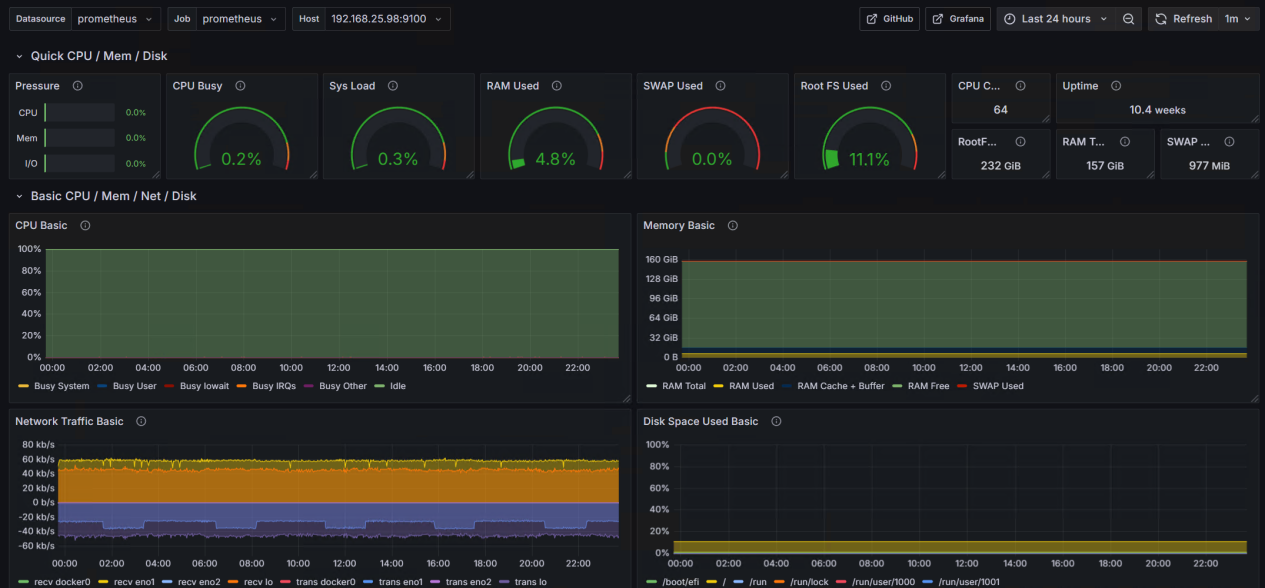 Datasource prometheus Job prometheus Host 192.168.25.98:9100 GitHub Grafana Last 24 hours Refresh 1m
Quick CPU / Mem / Disk
Pressure CPU Busy Sys Load RAM Used SWAP Used Root FS Used CPU C... Uptime
CPU 0.0%
Mem 0.0%
I/O 0.0%
0.2%
0.3%
4.8%
0.0%
11.1%
64
10.4 weeks
RootF... RAM T... SWAP ...
232 GiB 157 GiB 977 MiB
Basic CPU / Mem / Net / Disk
CPU Basic
100%
80%
60%
40%
20%
0%
00:00 02:00 04:00 06:00 08:00 10:00 12:00 14:00 16:00 18:00 20:00 22:00
Busy System Busy User Busy Iowait Busy IRQs Busy Other Idle
Memory Basic
160 GiB
128 GiB
96 GiB
64 GiB
32 GiB
0 B
00:00 02:00 04:00 06:00 08:00 10:00 12:00 14:00 16:00 18:00 20:00 22:00
RAM Total RAM Used RAM Cache + Buffer RAM Free SWAP Used
Network Traffic Basic
80 kb/s
60 kb/s
40 kb/s
20 kb/s
0 b/s
-20 kb/s
-40 kb/s
-60 kb/s
00:00 02:00 04:00 06:00 08:00 10:00 12:00 14:00 16:00 18:00 20:00 22:00
recv docker0 recv eno1 recv eno2 recv lo trans docker0 trans eno1 trans eno2 trans lo
Disk Space Used Basic
100%
80%
60%
40%
20%
0%
00:00 02:00 04:00 06:00 08:00 10:00 12:00 14:00 16:00 18:00 20:00 22:00
/boot/efi / /run /run/lock /run/user/1000 /run/user/1001